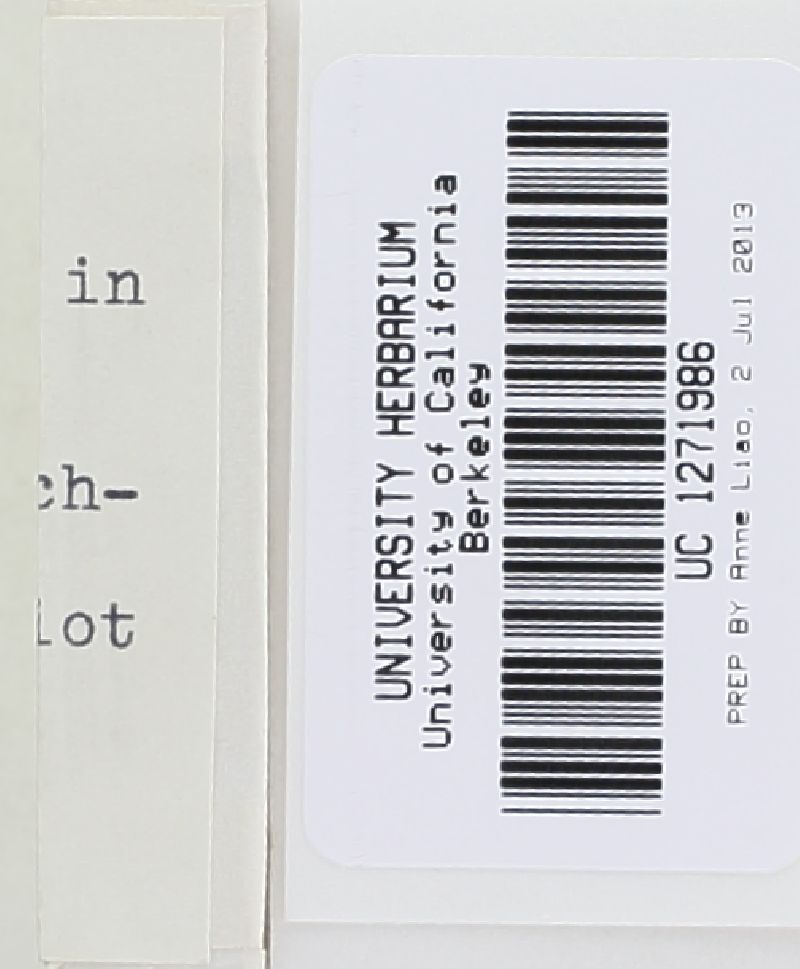 in
ch-
lot
UNIVERSITY HERBARIUM
University of California
Berkeley
UC 1271986
PREP BY Anne Liao, 2 Jul 2013